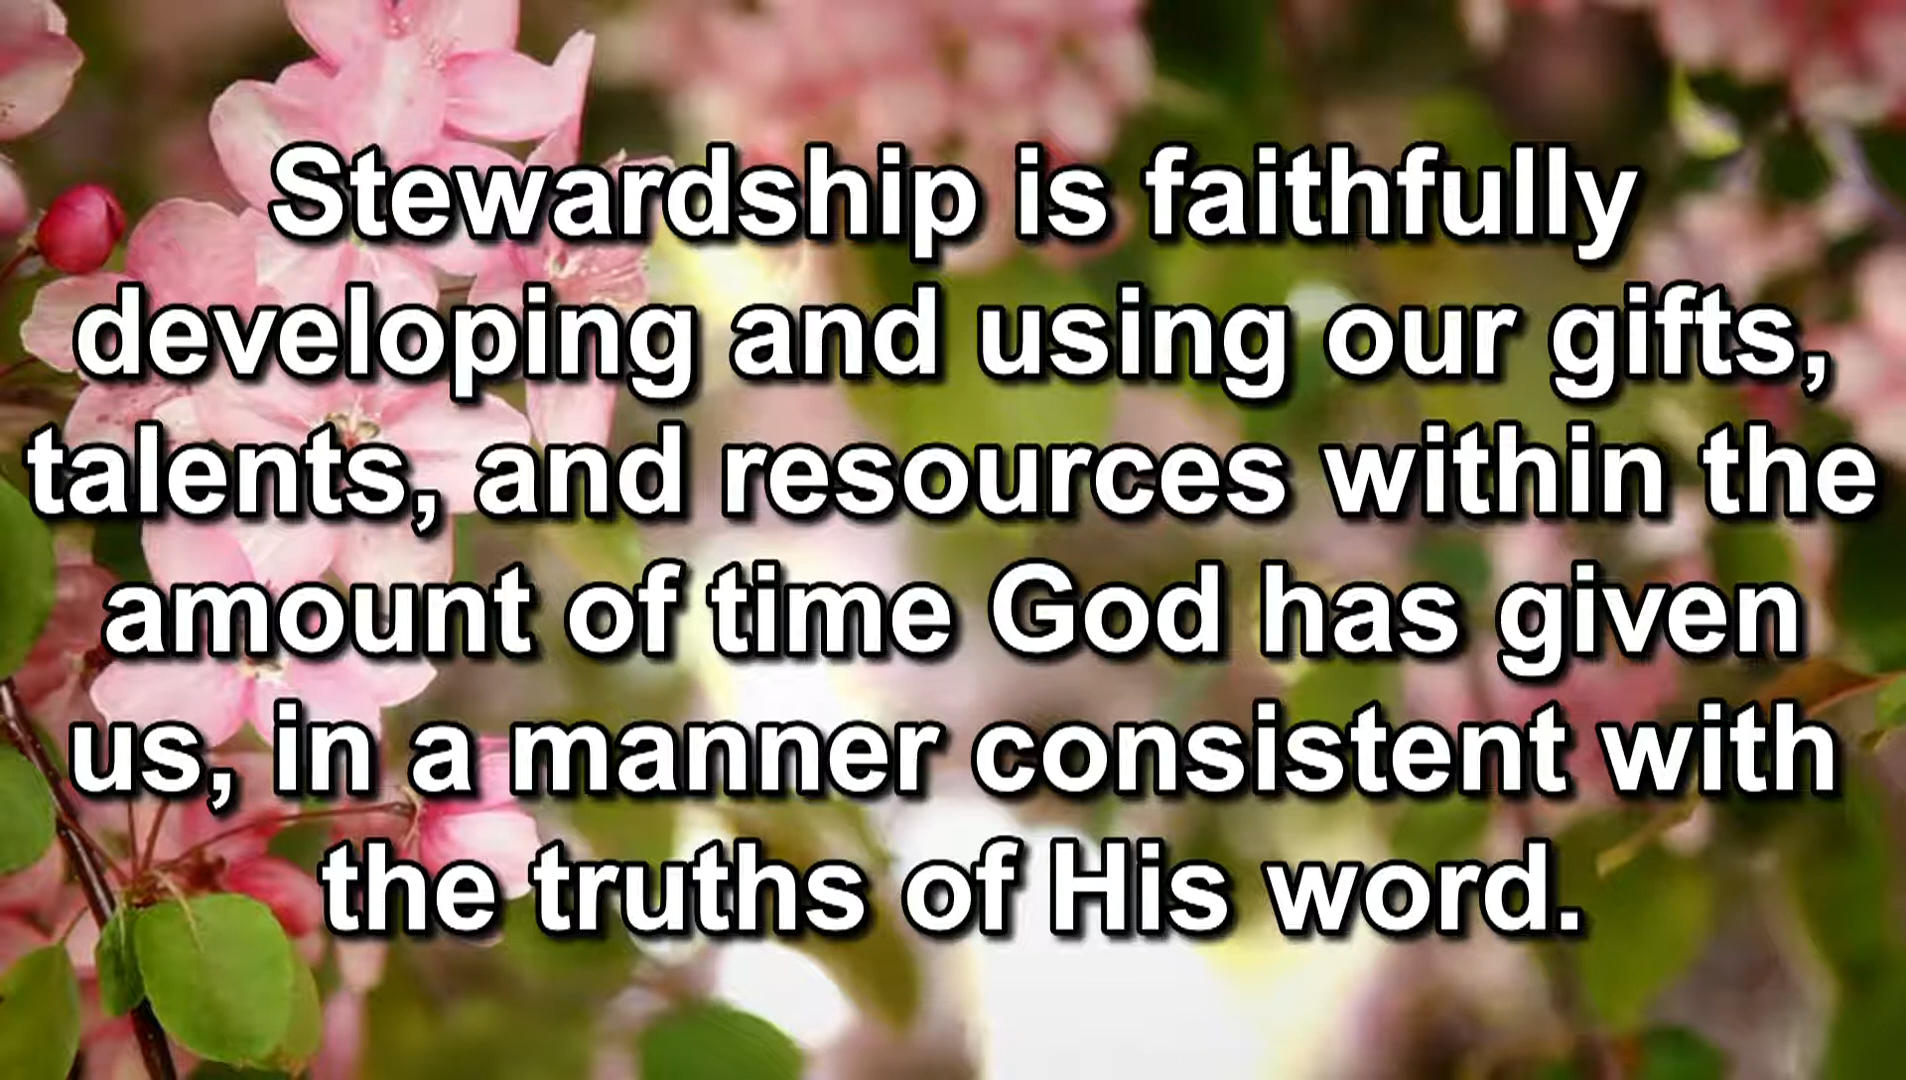 Stewardship is faithfully
developing and using our gifts,
talents, and resources within the
amount of time God has given
us, in a manner consistent with
the truths of His word.